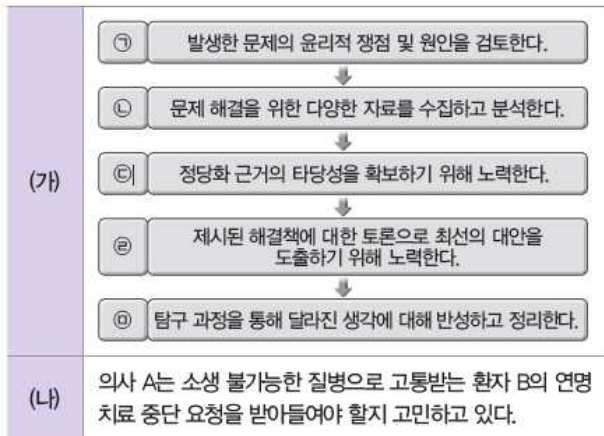 ㉠ 발생한 문제의 윤리적 쟁점 및 원인을 검토한다.
㉡ 문제 해결을 위한 다양한 자료를 수집하고 분석한다.
(가)
㉢ 정당화 근거의 타당성을 확보하기 위해 노력한다.
㉣ 제시된 해결책에 대한 토론으로 최선의 대안을
도출하기 위해 노력한다.
㉤ 탐구 과정을 통해 달라진 생각에 대해 반성하고 정리한다.
(나)
의사 A는 소생 불가능한 질병으로 고통받는 환자 B의 연명
치료 중단 요청을 받아들여야 할지 고민하고 있다.